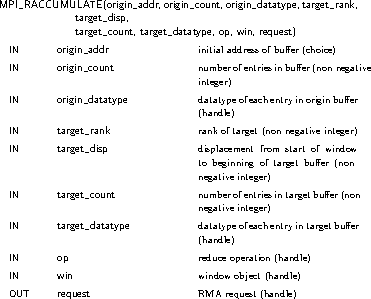 MPI_RACCUMULATE(origin_addr, origin_count, origin_datatype, target_rank,
target_disp,
target_count, target_datatype, op, win, request)
IN origin_addr initial address of buffer (choice)
IN origin_count number of entries in buffer (non negative
integer)
IN origin_datatype datatype of each entry in origin buffer
(handle)
IN target_rank rank of target (non negative integer)
IN target_disp displacement from start of window
to beginning of target buffer (non
negative integer)
IN target_count number of entries in target buffer (non
negative integer)
IN target_datatype datatype of each entry in target buffer
(handle)
IN op reduce operation (handle)
IN win window object (handle)
OUT request RMA request (handle)